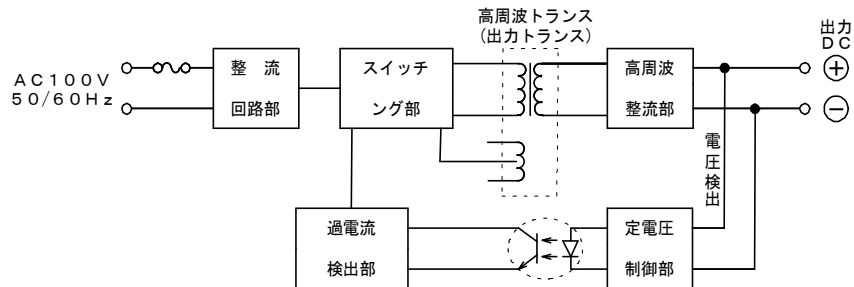 高周波トランス
(出力トランス)
出力
DC
AC100V
50/60Hz
整 流
回路部
スイッチ
ング部
高周波
整流部
＋
－
電圧検出
過電流
検出部
定電圧
制御部